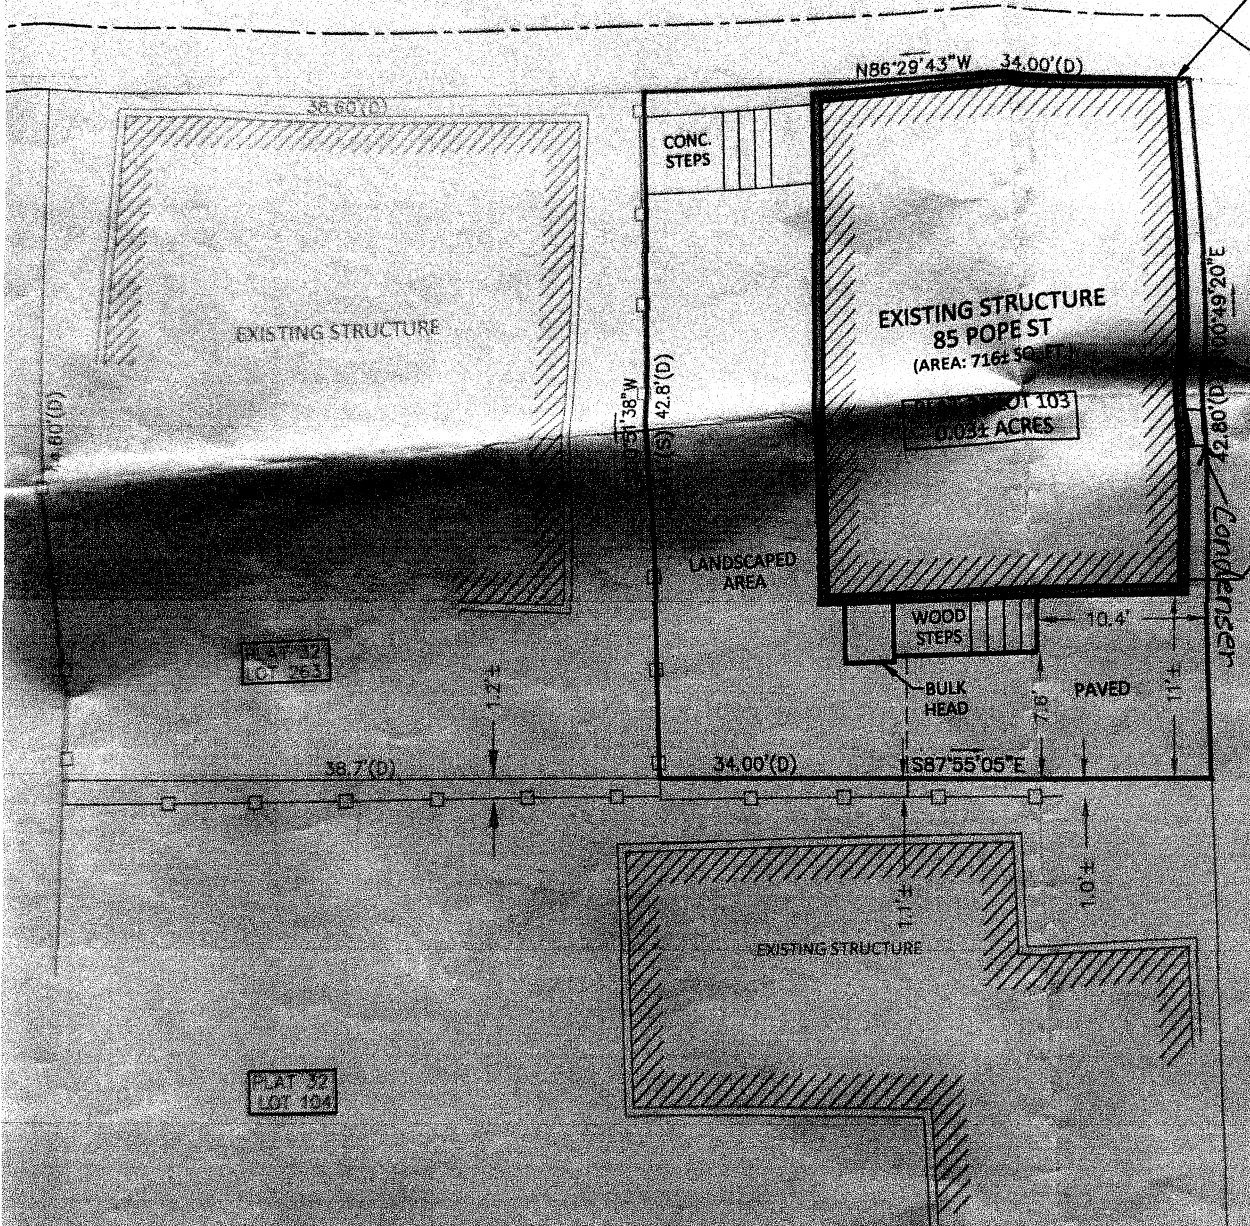 N86°29'43"W 34.00'(D)
38.60'(D)
CONC.
STEPS
EXISTING STRUCTURE
85 POPE ST
(AREA: 716± SQ. FT.)
LOT 103
0.03± ACRES
EXISTING STRUCTURE
42.8'(D)
(S)
42.80'(D)
Condenser
LANDSCAPED
AREA
WOOD
STEPS
10.4'
BULK
HEAD
PAVED
7.6'
11'±
PLAT 32
LOT 263
1.2'±
38.7'(D)
34.00'(D)
S87°55'05"E
1.1'±
1.0'±
EXISTING STRUCTURE
PLAT 32
LOT 104